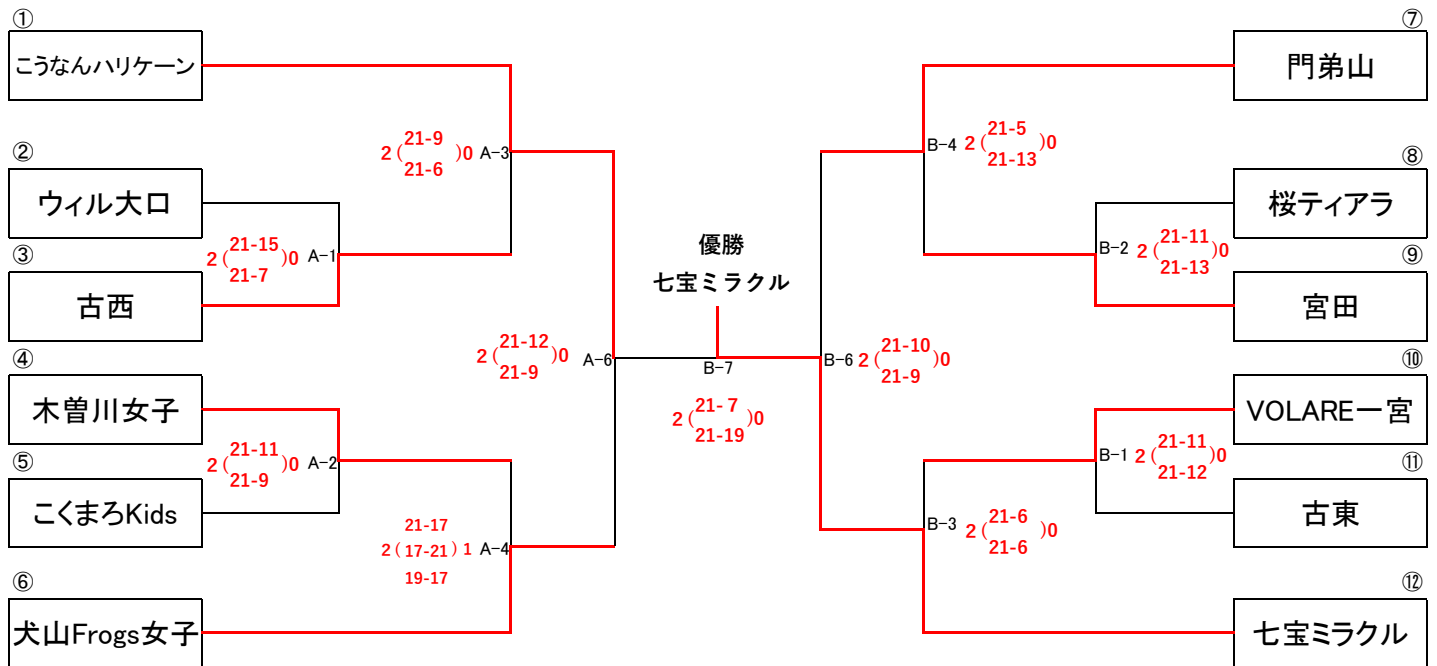 ①
こうなんハリケーン
②
ウィル大口
③
古西
④
木曽川女子
⑤
こくまろKids
⑥
犬山Frogs女子
21-9
2 ( )0 A-3
21-6
21-15
2 ( )0 A-1
21-7
21-11
2 ( )0 A-2
21-9
21-17
2 ( 17-21 ) 1 A-4
19-17
21-12
2 ( )0 A-6
21-9
優勝
七宝ミラクル
B-7
21- 7
2 ( )0
21-19
21-5
B-4 2 ( )0
21-13
21-11
B-2 2 ( )0
21-13
21-10
B-6 2 ( )0
21-9
21-11
B-1 2 ( )0
21-12
21-6
B-3 2 ( )0
21-6
⑦
門弟山
⑧
桜ティアラ
⑨
宮田
⑩
VOLARE一宮
⑪
古東
⑫
七宝ミラクル